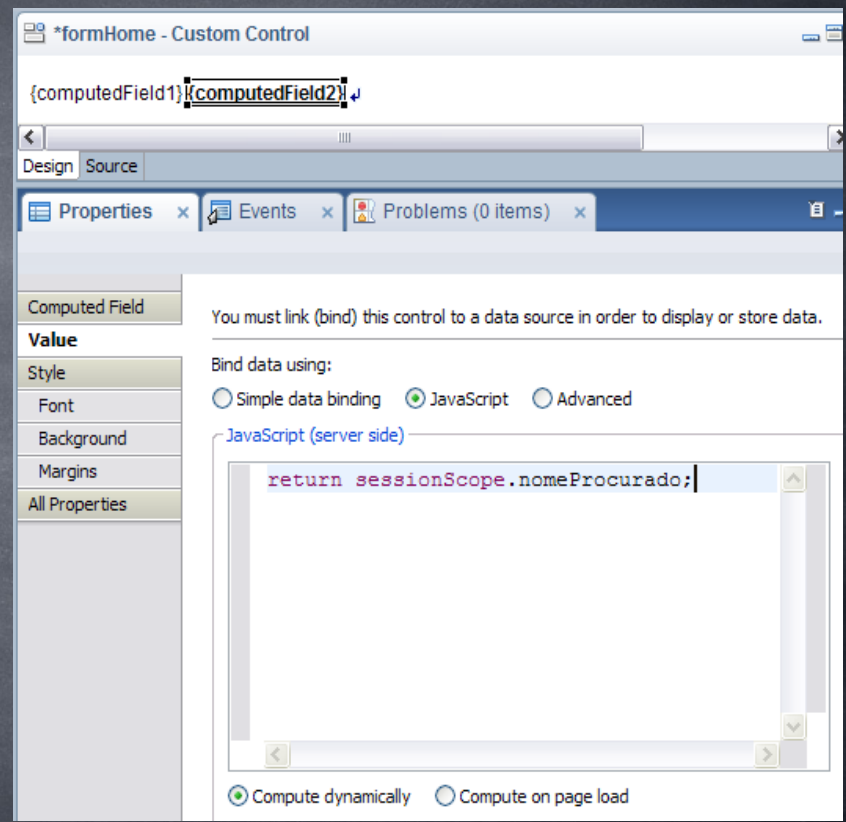 *formHome - Custom Control
{computedField1}{computedField2}
Design Source
Properties Events Problems (0 items)
Computed Field
Value
Style
Font
Background
Margins
All Properties
You must link (bind) this control to a data source in order to display or store data.
Bind data using:
Simple data binding JavaScript Advanced
JavaScript (server side)
return sessionScope.nomeProcurado;
Compute dynamically Compute on page load